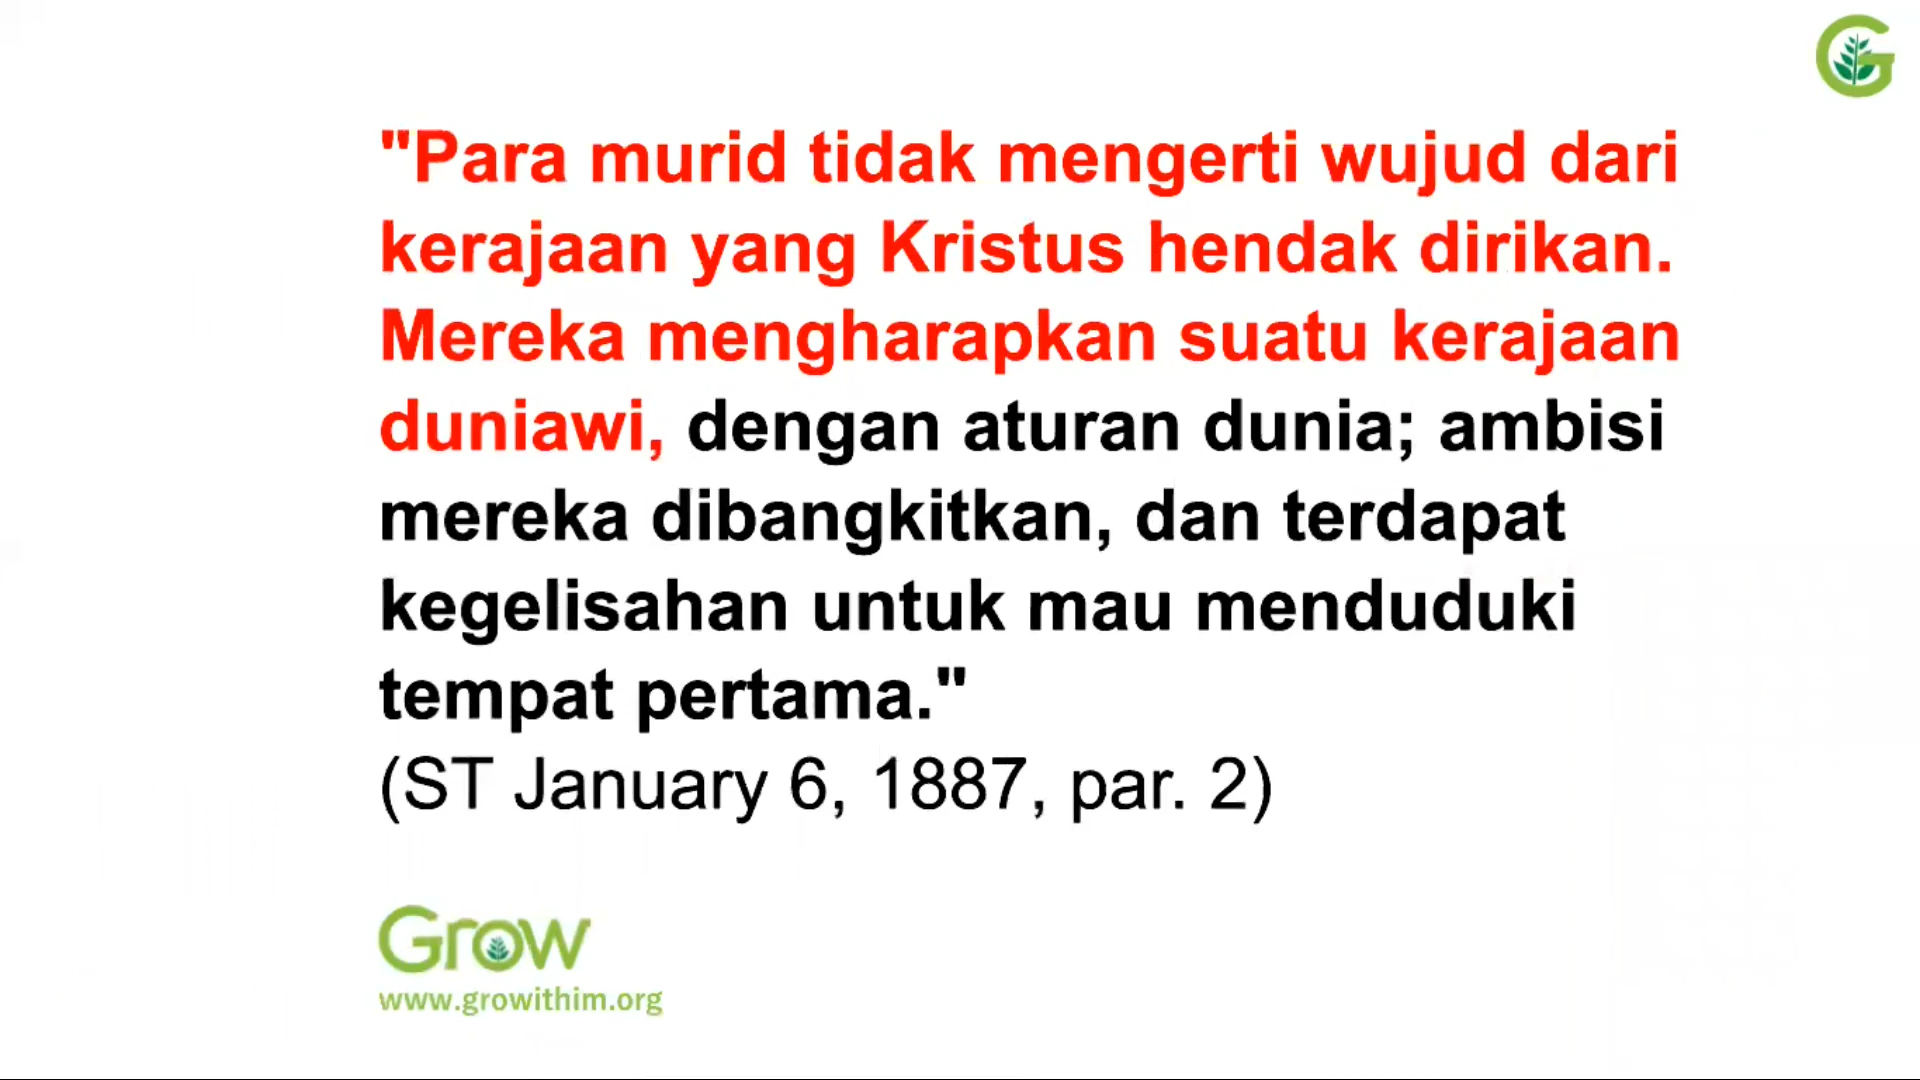 "Para murid tidak mengerti wujud dari
kerajaan yang Kristus hendak dirikan.
Mereka mengharapkan suatu kerajaan
duniawi, dengan aturan dunia; ambisi
mereka dibangkitkan, dan terdapat
kegelisahan untuk mau menduduki
tempat pertama."
(ST January 6, 1887, par. 2)
Grow
www.growithim.org